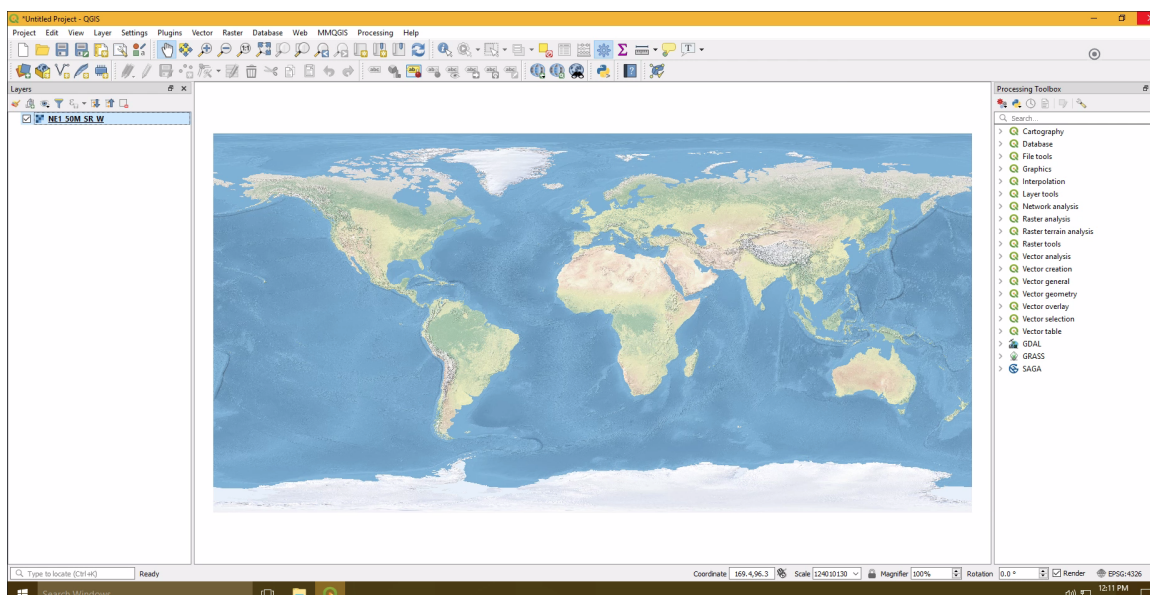 *Untitled Project - QGIS
Project Edit View Layer Settings Plugins Vector Raster Database Web MMQGIS Processing Help
Layers
NE1_50M_SR_W
Processing Toolbox
Search...
Cartography
Database
File tools
Graphics
Interpolation
Layer tools
Network analysis
Raster analysis
Raster terrain analysis
Raster tools
Vector analysis
Vector creation
Vector general
Vector geometry
Vector overlay
Vector selection
Vector table
GDAL
GRASS
SAGA
Type to locate (Ctrl+K) Ready Coordinate 169.4,96.3 Scale 124010130 Magnifier 100% Rotation 0.0 ° Render EPSG:4326
Search Windows 12:11 PM